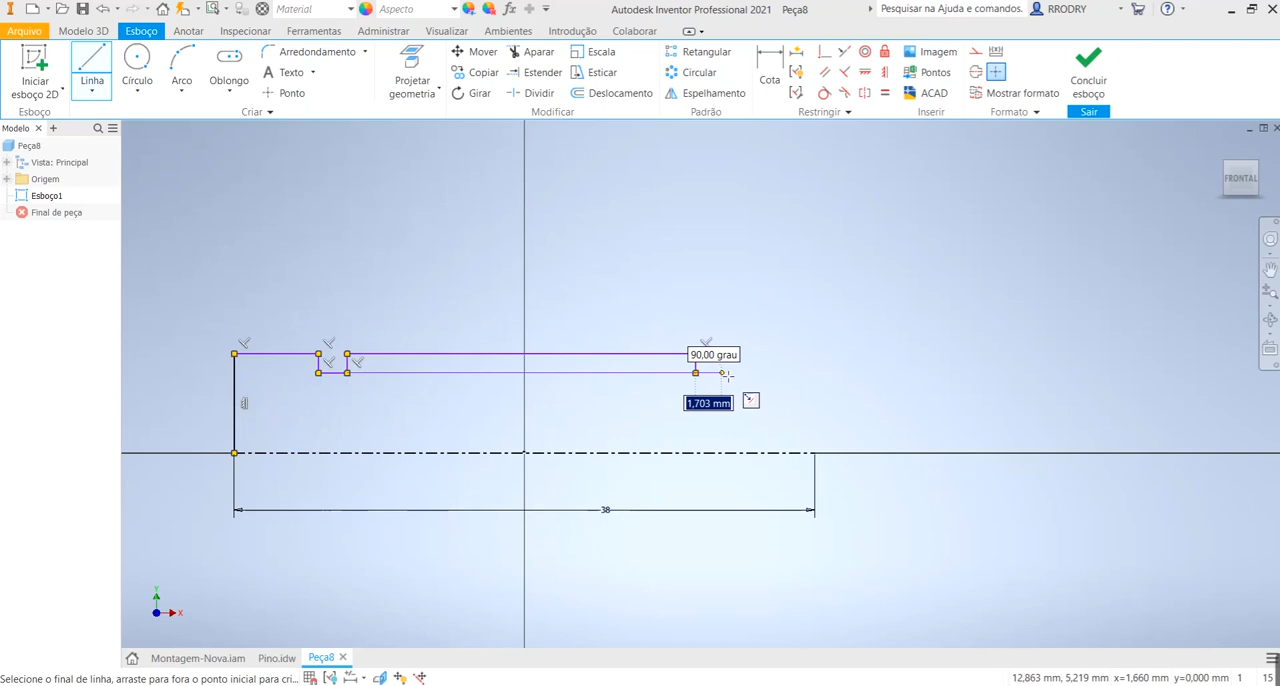 Material
Aspecto
Autodesk Inventor Professional 2021 Peça8
Pesquisar na Ajuda e comandos.
RRODRY
Arquivo
Modelo 3D
Esboço
Anotar
Inspecionar
Ferramentas
Administrar
Visualizar
Ambientes
Introdução
Colaborar
Iniciar
esboço 2D
Linha
Círculo
Arco
Oblongo
Arredondamento
Texto
Ponto
Projetar
geometria
Mover
Copiar
Girar
Aparar
Estender
Dividir
Escala
Esticar
Deslocamento
Retangular
Circular
Espelhamento
Cota
Imagem
Pontos
ACAD
Mostrar formato
Concluir
esboço
Esboço
Criar
Modificar
Padrão
Restringir
Inserir
Formato
Sair
Modelo
Peça8
Vista: Principal
Origem
Esboço1
Final de peça
FRONTAL
90,00 grau
1,703 mm
38
Y
X
Montagem-Nova.iam
Pino.idw
Peça8
Selecione o final de linha, arraste para fora o ponto inicial para cri...
12,863 mm, 5,219 mm x=1,660 mm y=0,000 mm 1 15